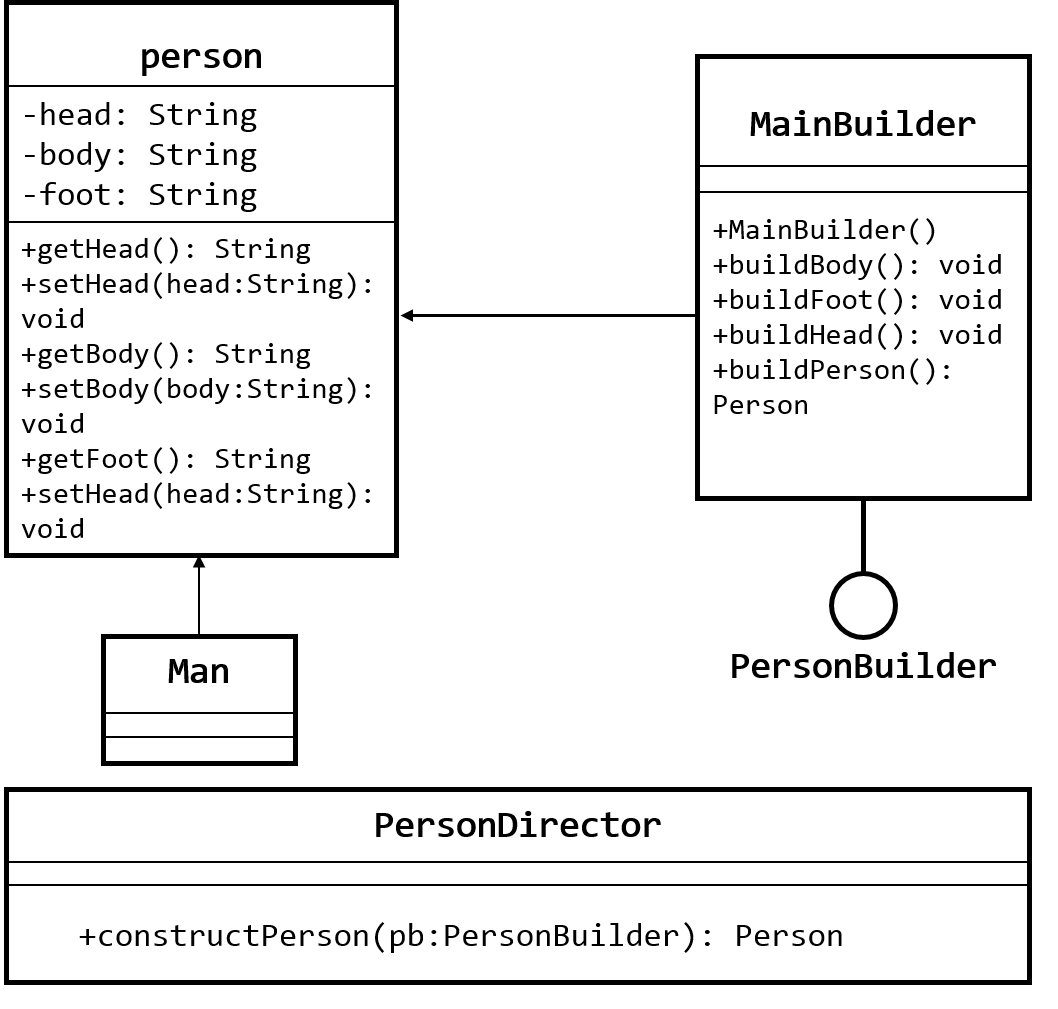 person
-head: String
-body: String
-foot: String
+getHead(): String
+setHead(head:String):
void
+getBody(): String
+setBody(body:String):
void
+getFoot(): String
+setHead(head:String):
void
MainBuilder
+MainBuilder()
+buildBody(): void
+buildFoot(): void
+buildHead(): void
+buildPerson():
Person
PersonBuilder
Man
PersonDirector
+constructPerson(pb:PersonBuilder): Person